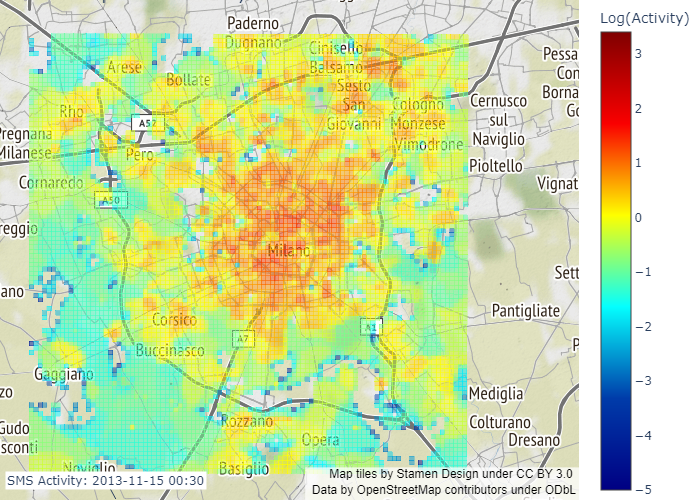 Log(Activity)
Paderno
Dugnano
Cinisello
Balsamo
Arese
Bollate
Sesto
San
Giovanni
Cologno
Monzese
Vimodrone
Pessa
Con
Borna
Go
Cernusco
sul
Naviglio
Rho
A52
Pregnana
Milanese
Pero
Pioltello
Cornaredo
A50
Vignat
reggio
Milano
Sett
ano
Pantigliate
Corsico
A7
A1
P
Buccinasco
Gaggiano
Mediglia
zo
Rozzano
Colturano
Gudo
sconti
Opera
Dresano
Noviglio
Basiglio
3
2
1
0
−1
−2
−3
−4
−5
SMS Activity: 2013-11-15 00:30
Map tiles by Stamen Design under CC BY 3.0
Data by OpenStreetMap contributors under ODbL